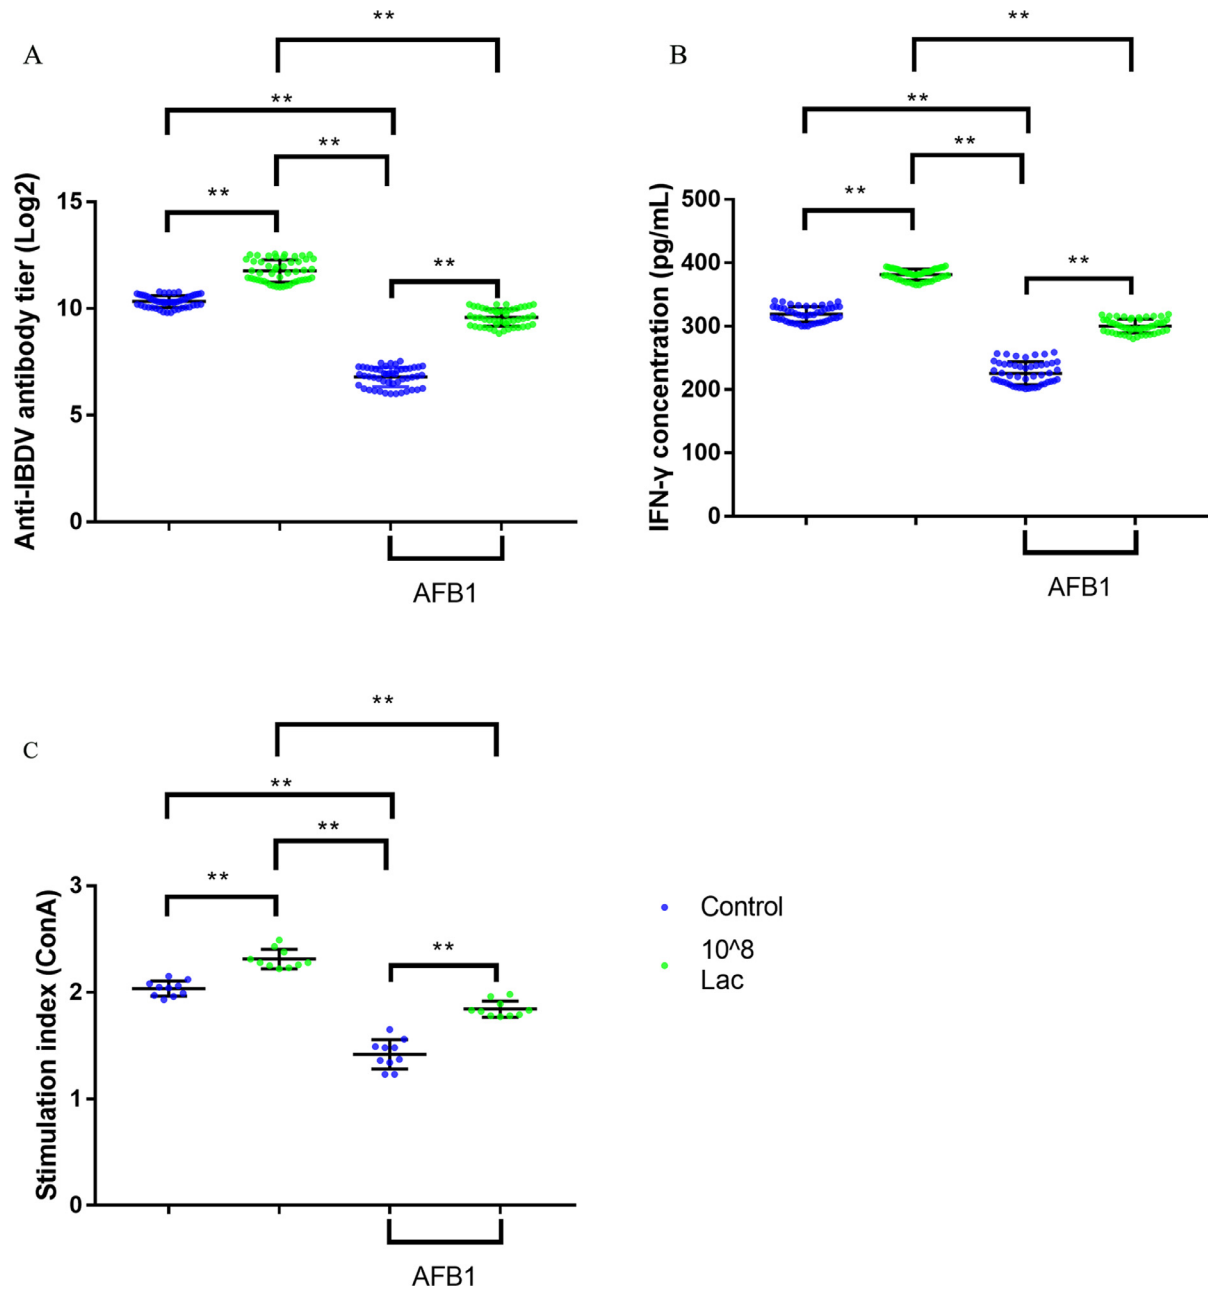 A
**
**
**
**
**
Anti-IBDV antibody tier (Log2)
15
10
5
0
AFB1
B
**
**
**
**
**
IFN-γ concentration (pg/mL)
500
400
300
200
100
0
AFB1
C
**
**
**
**
**
Stimulation index (ConA)
3
2
1
0
AFB1
Control
10^8
Lac